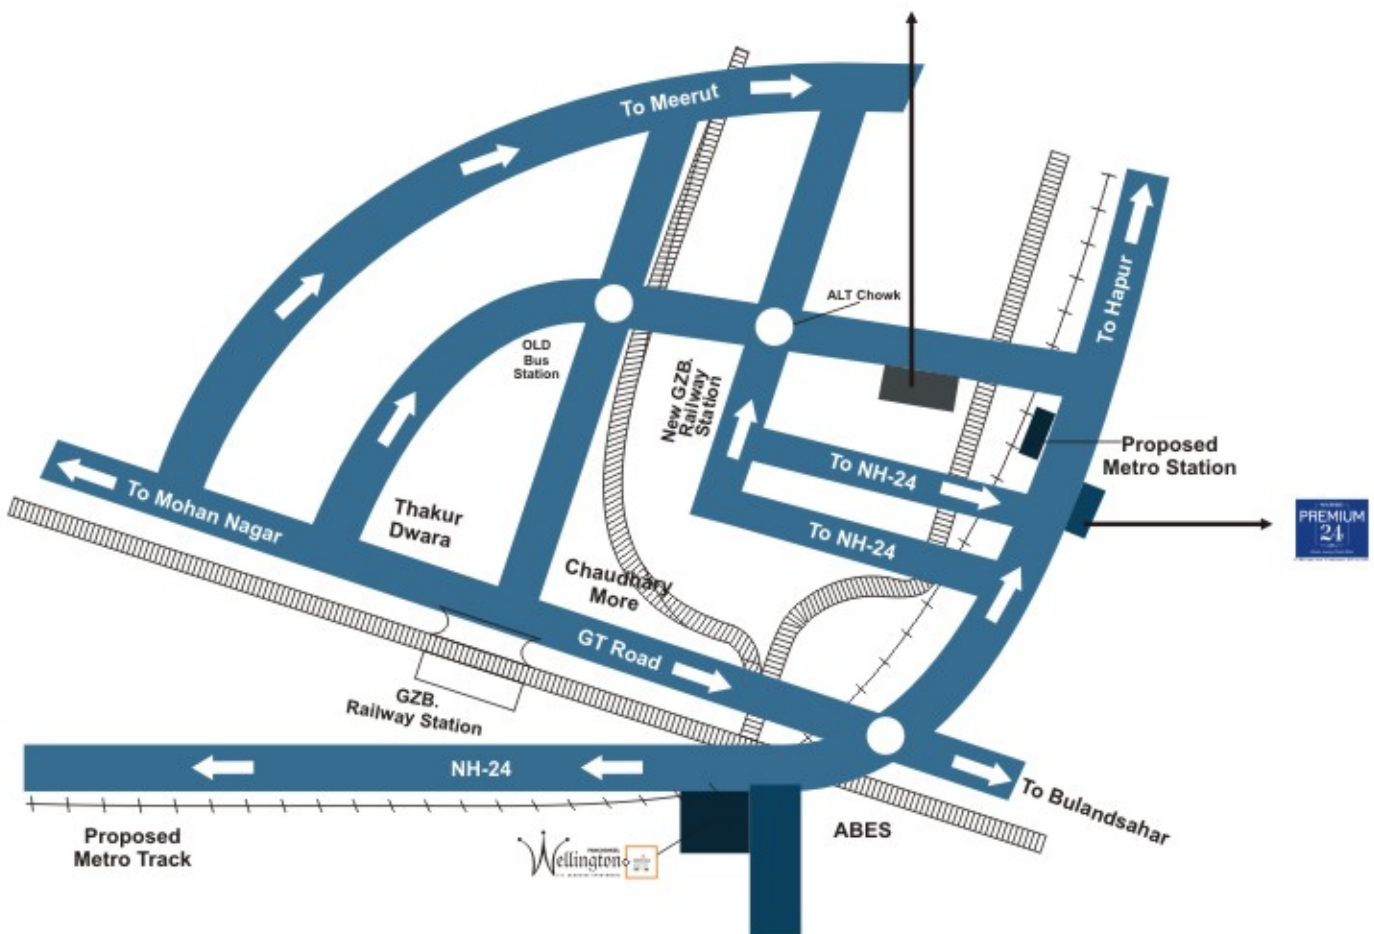 To Meerut
To Hapur
ALT Chowk
OLD
Bus
Station
New GZB.
Railway
Station
Proposed
Metro Station
To NH-24
To NH-24
PREMIUM
24
To Mohan Nagar
Thakur
Dwara
Chaudhary
More
GT Road
GZB.
Railway Station
NH-24
To Bulandsahar
ABES
Proposed
Metro Track
Wellington